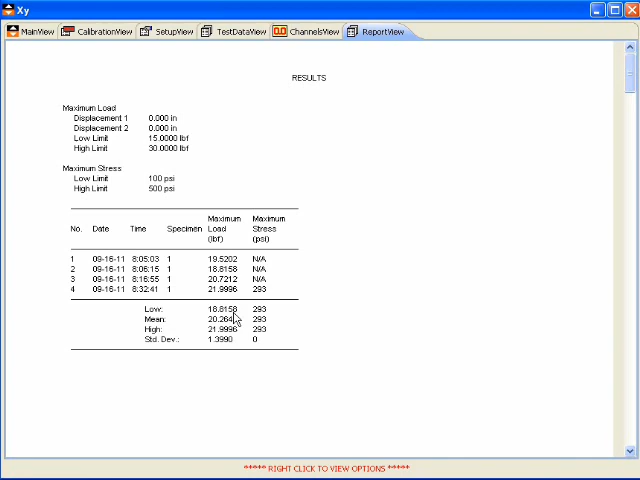 Xy
MainView CalibrationView SetupView TestDataView 0.0 ChannelsView ReportView
RESULTS
Maximum Load
Displacement 1 0.000 in
Displacement 2 0.000 in
Low Limit 15.0000 lbf
High Limit 30.0000 lbf
Maximum Stress
Low Limit 100 psi
High Limit 500 psi
Maximum Maximum
No. Date Time Specimen Load Stress
(lbf) (psi)
1 09-16-11 8:05:03 1 19.5202 N/A
2 09-16-11 8:06:15 1 18.8158 N/A
3 09-16-11 8:16:55 1 20.7212 N/A
4 09-16-11 8:32:41 1 21.9996 293
Low: 18.8158 293
Mean: 20.264 293
High: 21.9996 293
Std. Dev.: 1.3990 0
***** RIGHT CLICK TO VIEW OPTIONS *****